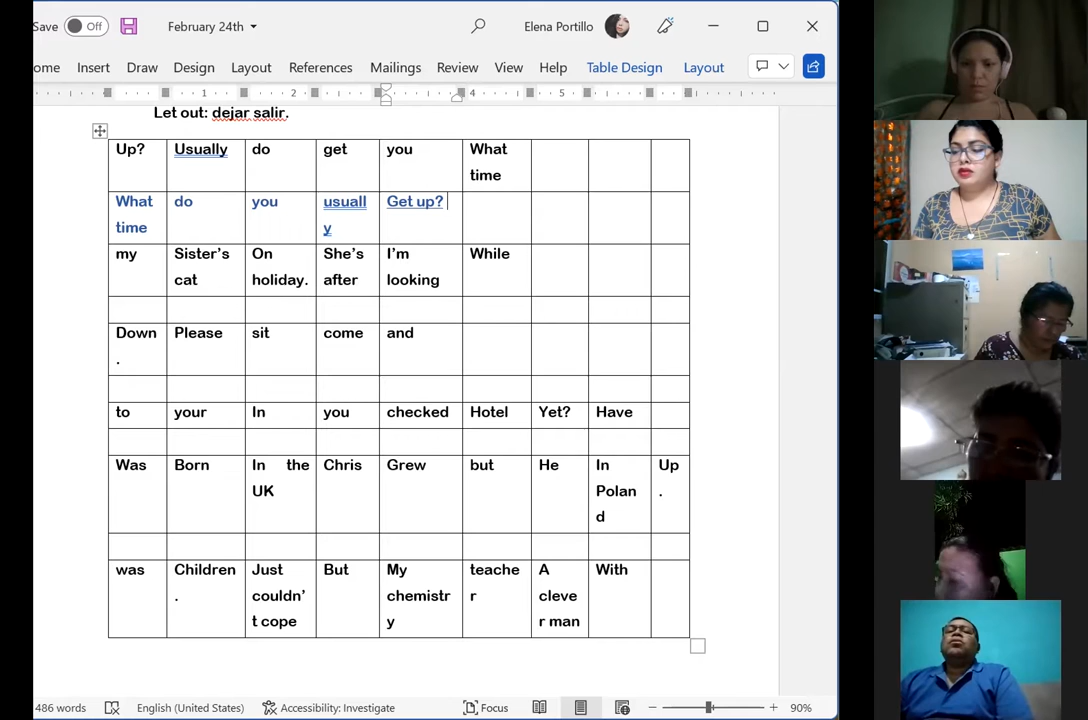 Save Off February 24th Elena Portillo
ome Insert Draw Design Layout References Mailings Review View Help Table Design Layout
1 2 4 5
Let out: dejar salir.
Up? Usually do get you What time
What time do you usually Get up?
my Sister's cat On holiday. She's after I'm looking While
Down. Please sit come and
to your In you checked Hotel Yet? Have
Was Born In the UK Chris Grew but He In Poland Up.
was Children. Just couldn't cope But My chemistry teacher A clever man With
486 words English (United States) Accessibility: Investigate Focus 90%